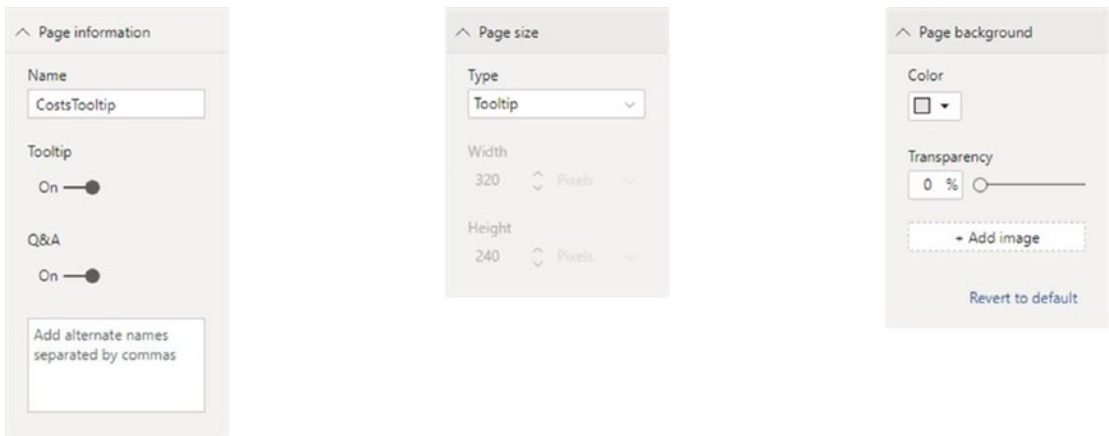 Page information
Name
CostsTooltip
Tooltip
On
Q&A
On
Add alternate names
separated by commas
Page size
Type
Tooltip
Width
320 Pixels
Height
240 Pixels
Page background
Color
Transparency
0 %
+ Add image
Revert to default